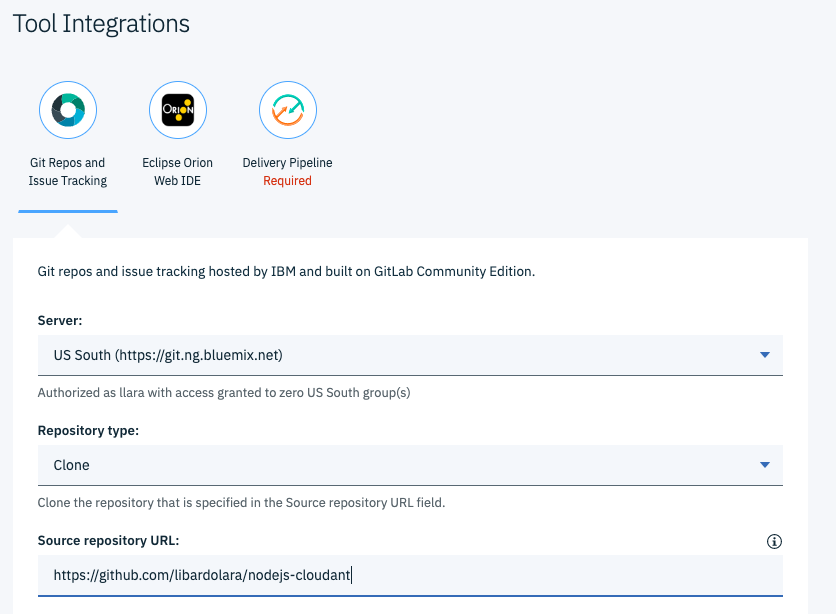 Tool Integrations
ORION
Git Repos and
Issue Tracking
Eclipse Orion
Web IDE
Delivery Pipeline
Required
Git repos and issue tracking hosted by IBM and built on GitLab Community Edition.
Server:
US South (https://git.ng.bluemix.net)
Authorized as llara with access granted to zero US South group(s)
Repository type:
Clone
Clone the repository that is specified in the Source repository URL field.
Source repository URL:
https://github.com/libardolara/nodejs-cloudant